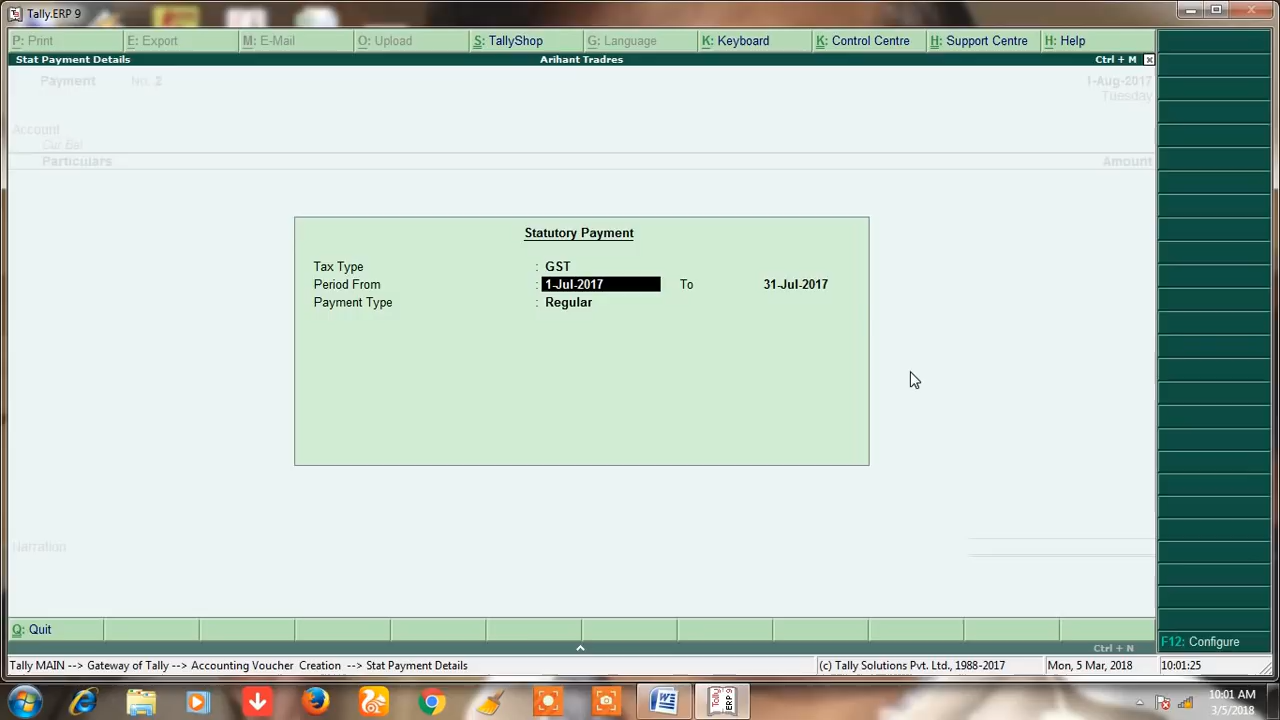 Tally.ERP 9
P: Print E: Export M: E-Mail O: Upload S: TallyShop G: Language K: Keyboard K: Control Centre H: Support Centre H: Help
Stat Payment Details Arihant Tradres Ctrl + M
Payment No. 2 1-Aug-2017
Tuesday
Account
Cur Bal
Particulars Amount
Statutory Payment
Tax Type : GST
Period From : 1-Jul-2017 To 31-Jul-2017
Payment Type : Regular
Narration
Q: Quit
F12: Configure
Ctrl + N
Tally MAIN --> Gateway of Tally --> Accounting Voucher Creation --> Stat Payment Details (c) Tally Solutions Pvt. Ltd., 1988-2017 Mon, 5 Mar, 2018 10:01:25
10:01 AM
3/5/2018